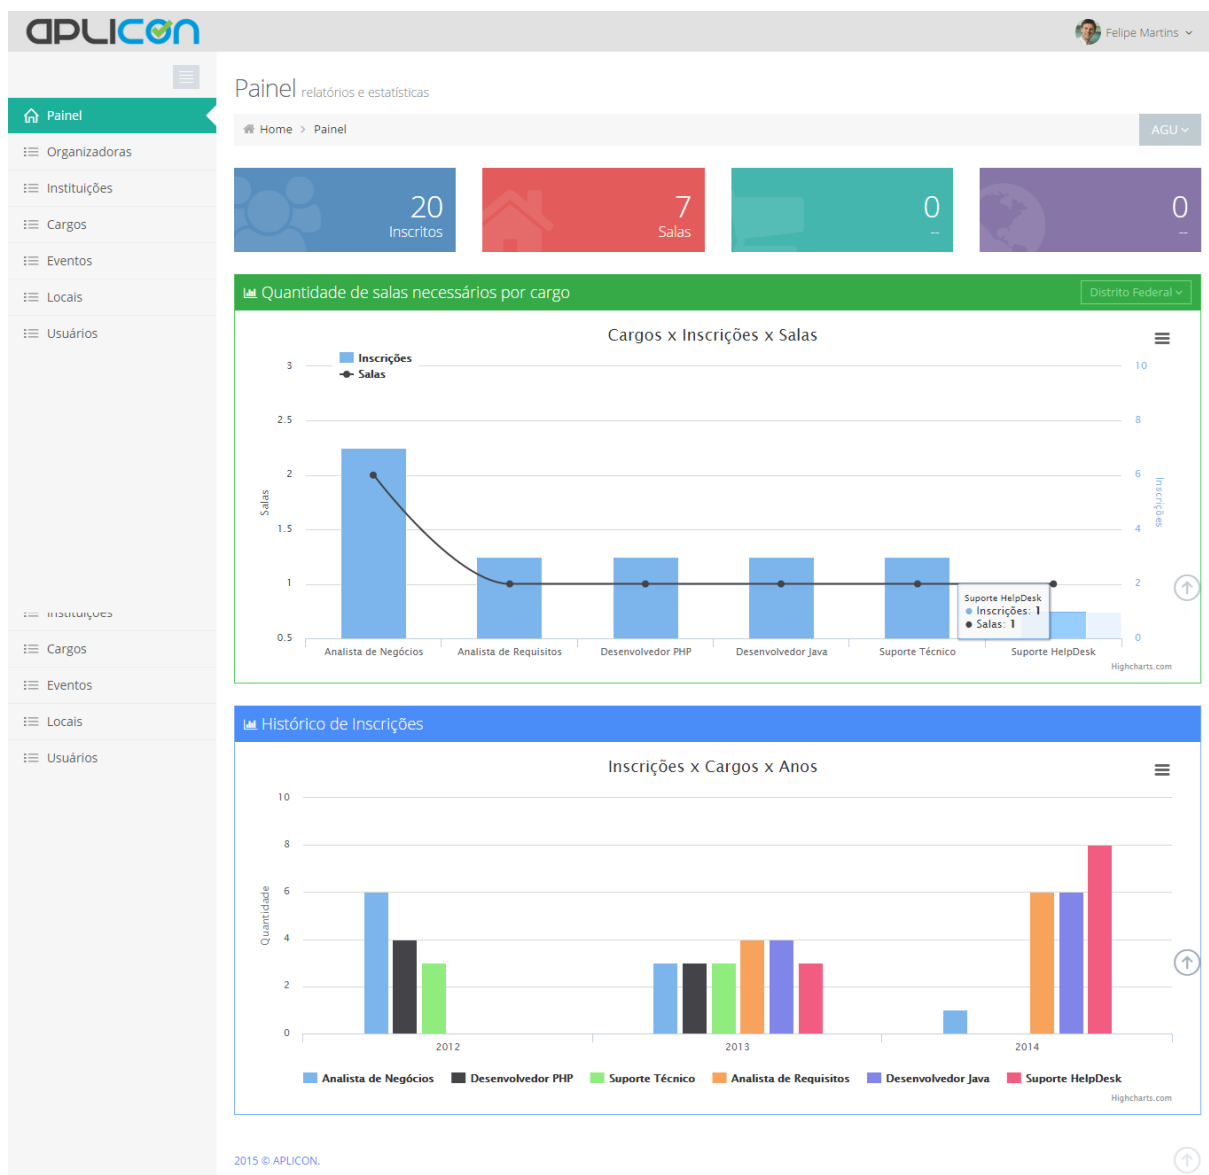 APLICON
Felipe Martins
Painel relatórios e estatísticas
Painel
Home > Painel
AGU
Organizadoras
Instituições
Cargos
Eventos
Locais
Usuários
20
Inscritos
7
Salas
0
--
0
--
Quantidade de salas necessários por cargo
Distrito Federal
Cargos x Inscrições x Salas
Inscrições
Salas
3
2.5
2
1.5
1
0.5
Salas
10
8
6
4
2
0
Inscrições
Suporte HelpDesk
Inscrições: 1
Salas: 1
Analista de Negócios
Analista de Requisitos
Desenvolvedor PHP
Desenvolvedor Java
Suporte Técnico
Suporte HelpDesk
Highcharts.com
Instituições
Cargos
Eventos
Locais
Usuários
Histórico de Inscrições
Inscrições x Cargos x Anos
10
8
6
4
2
0
Quantidade
2012
2013
2014
Analista de Negócios
Desenvolvedor PHP
Suporte Técnico
Analista de Requisitos
Desenvolvedor Java
Suporte HelpDesk
Highcharts.com
2015 © APLICON.